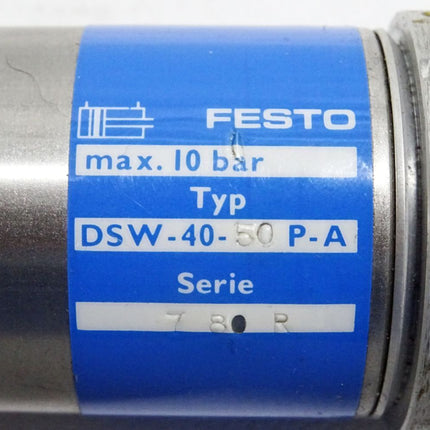 FESTO
max. 10 bar
Typ
DSW-40-50 P-A
Serie
7 8 R